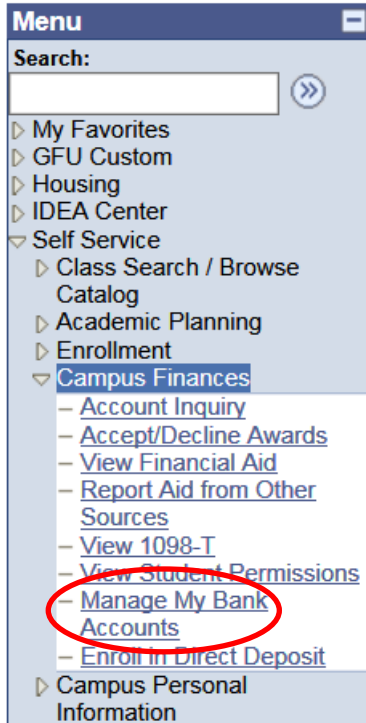 Menu
Search:
My Favorites
GFU Custom
Housing
IDEA Center
Self Service
Class Search / Browse
Catalog
Academic Planning
Enrollment
Campus Finances
Account Inquiry
Accept/Decline Awards
View Financial Aid
Report Aid from Other
Sources
View 1098-T
View Student Permissions
Manage My Bank
Accounts
Enroll in Direct Deposit
Campus Personal
Information